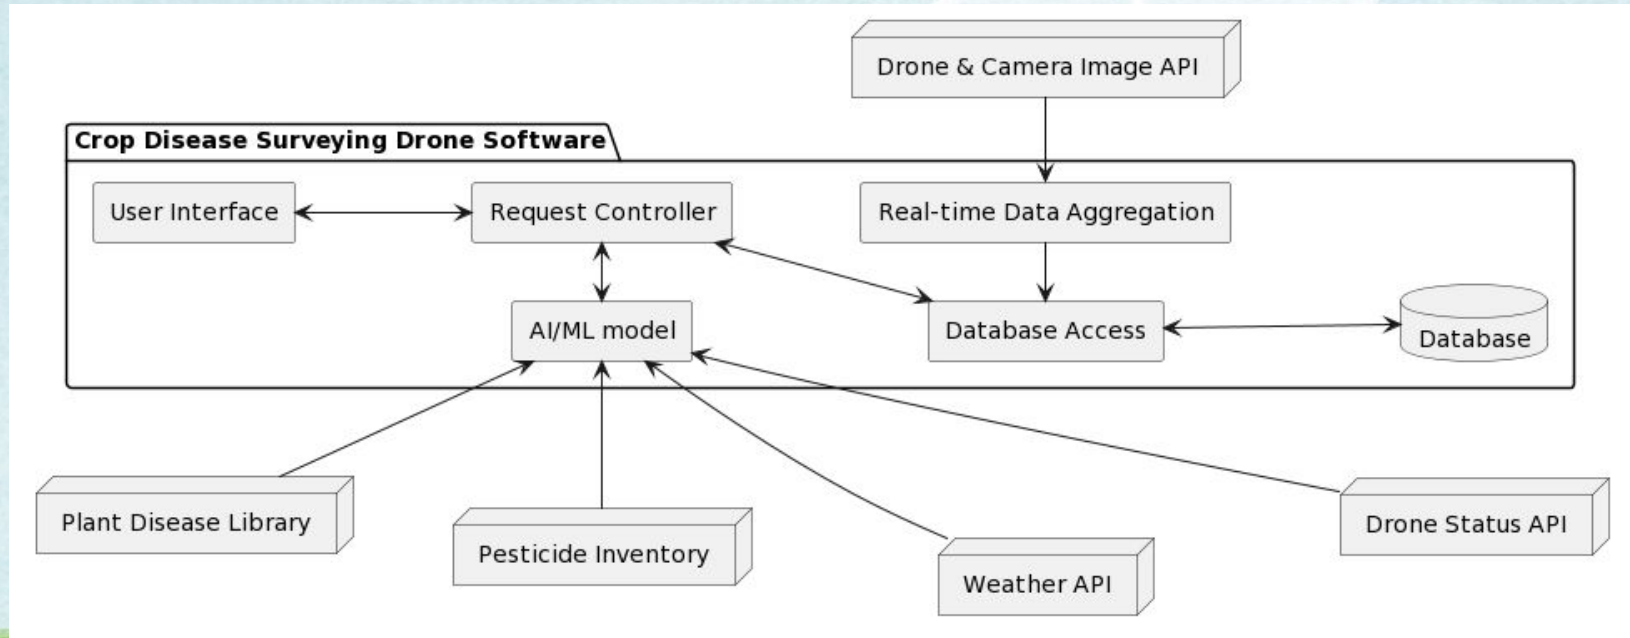 Drone & Camera Image API
Crop Disease Surveying Drone Software
User Interface
Request Controller
Real-time Data Aggregation
AI/ML model
Database Access
Database
Plant Disease Library
Pesticide Inventory
Weather API
Drone Status API